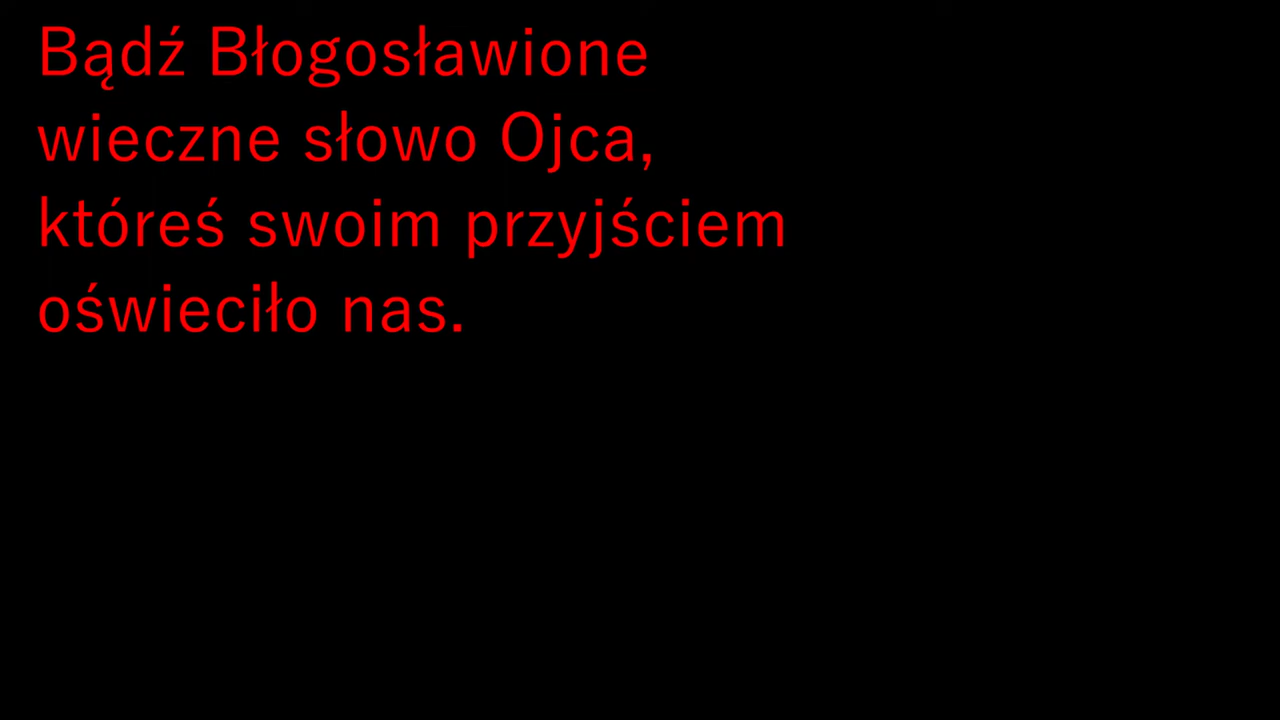 Bądź Błogosławione
wieczne słowo Ojca,
któreś swoim przyjściem
oświeciło nas.